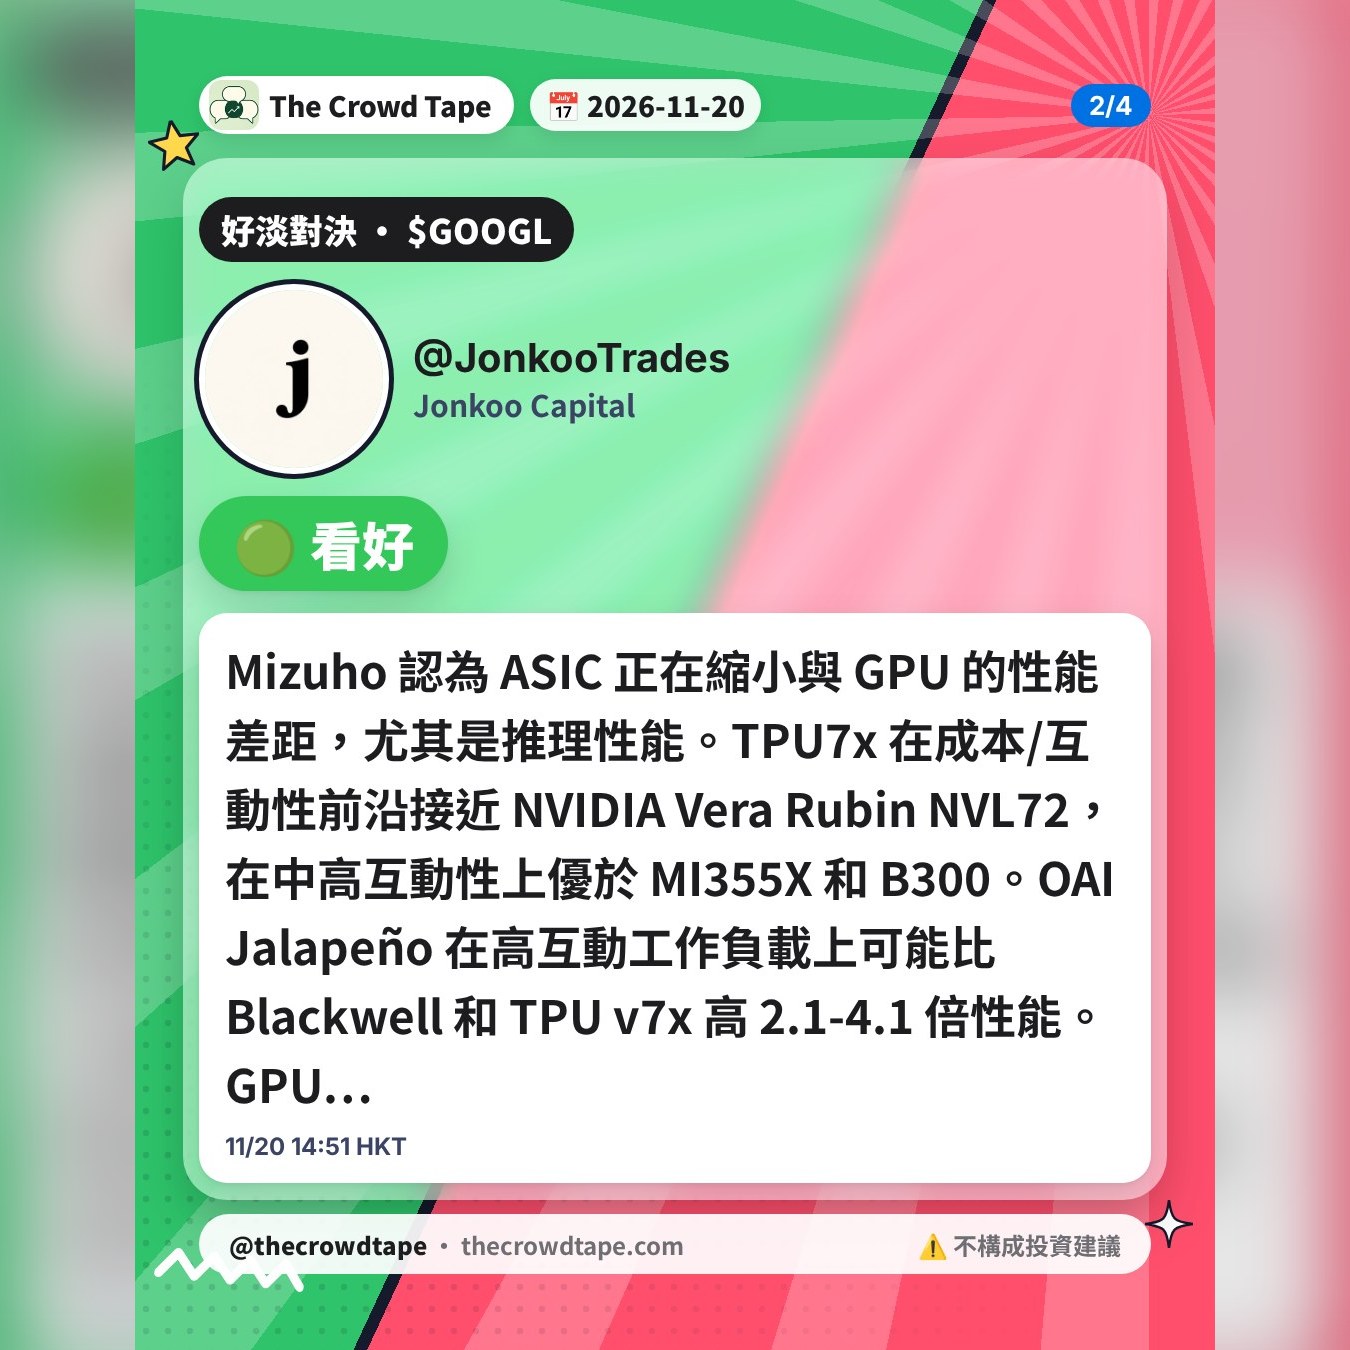 The Crowd Tape
📅 2026-11-20
2/4
好淡對決 • $GOOGL
j
@JonkooTrades
Jonkoo Capital
🟢 看好
Mizuho 認為 ASIC 正在縮小與 GPU 的性能
差距，尤其是推理性能。TPU7x 在成本/互
動性前沿接近 NVIDIA Vera Rubin NVL72，
在中高互動性上優於 MI355X 和 B300。OAI
Jalapeño 在高互動工作負載上可能比
Blackwell 和 TPU v7x 高 2.1-4.1 倍性能。
GPU…
11/20 14:51 HKT
@thecrowdtape • thecrowdtape.com
⚠️ 不構成投資建議